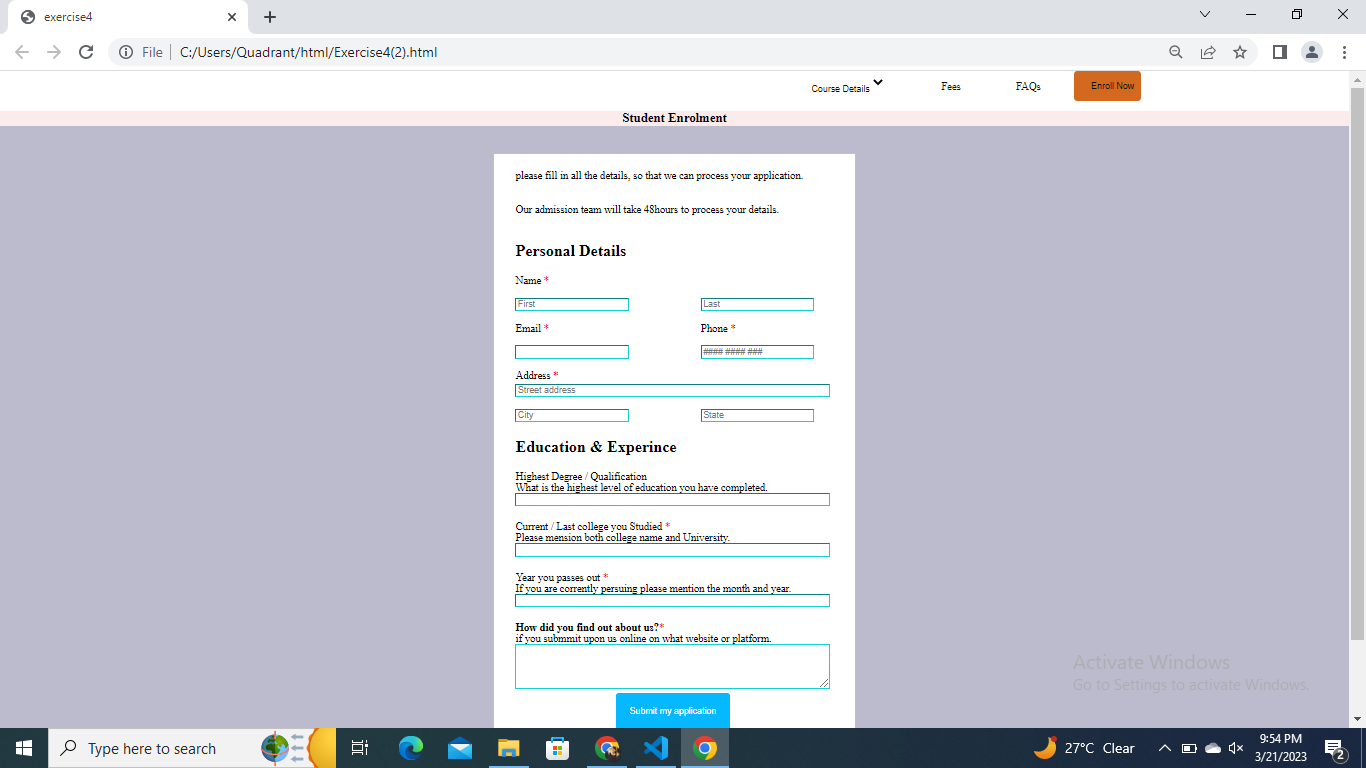 exercise4
File C:/Users/Quadrant/html/Exercise4(2).html
Course Details Fees FAQs Enroll Now
Student Enrolment
please fill in all the details, so that we can process your application.
Our admission team will take 48hours to process your details.
Personal Details
Name *
First Last
Email * Phone *
#### #### ###
Address *
Street address
City State
Education & Experince
Highest Degree / Qualification
What is the highest level of education you have completed.
Current / Last college you Studied *
Please mension both college name and University.
Year you passes out *
If you are corrently persuing please mention the month and year.
How did you find out about us?*
if you submmit upon us online on what website or platform.
Activate Windows
Go to Settings to activate Windows.
Submit my application
Type here to search
27°C Clear
9:54 PM
3/21/2023
2